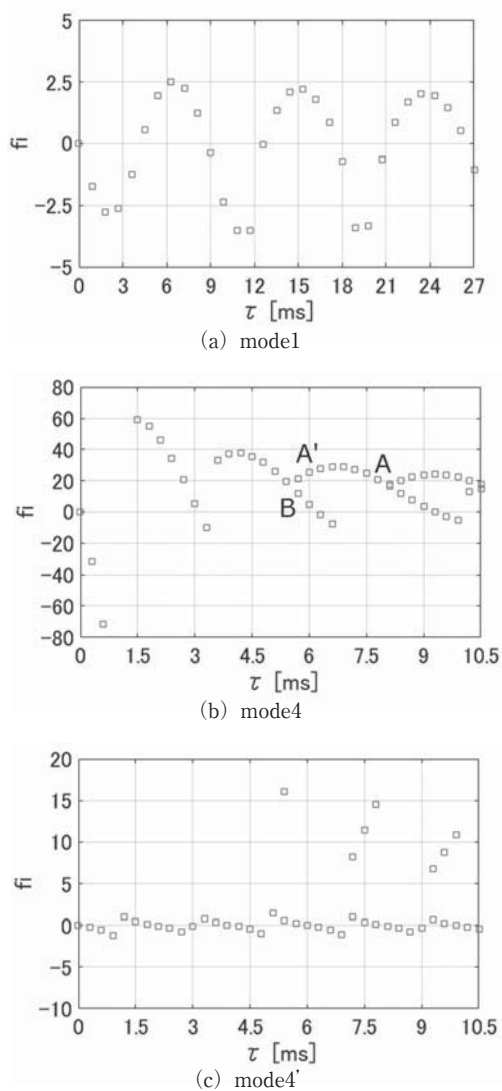 5
2.5
fi
0
-2.5
-5
0 3 6 9 12 15 18 21 24 27
τ [ms]
(a) mode1
80
60
40
A' A
20
fi
0
B
-20
-40
-60
-80
0 1.5 3 4.5 6 7.5 9 10.5
τ [ms]
(b) mode4
20
15
10
fi
5
0
-5
-10
0 1.5 3 4.5 6 7.5 9 10.5
τ [ms]
(c) mode4'